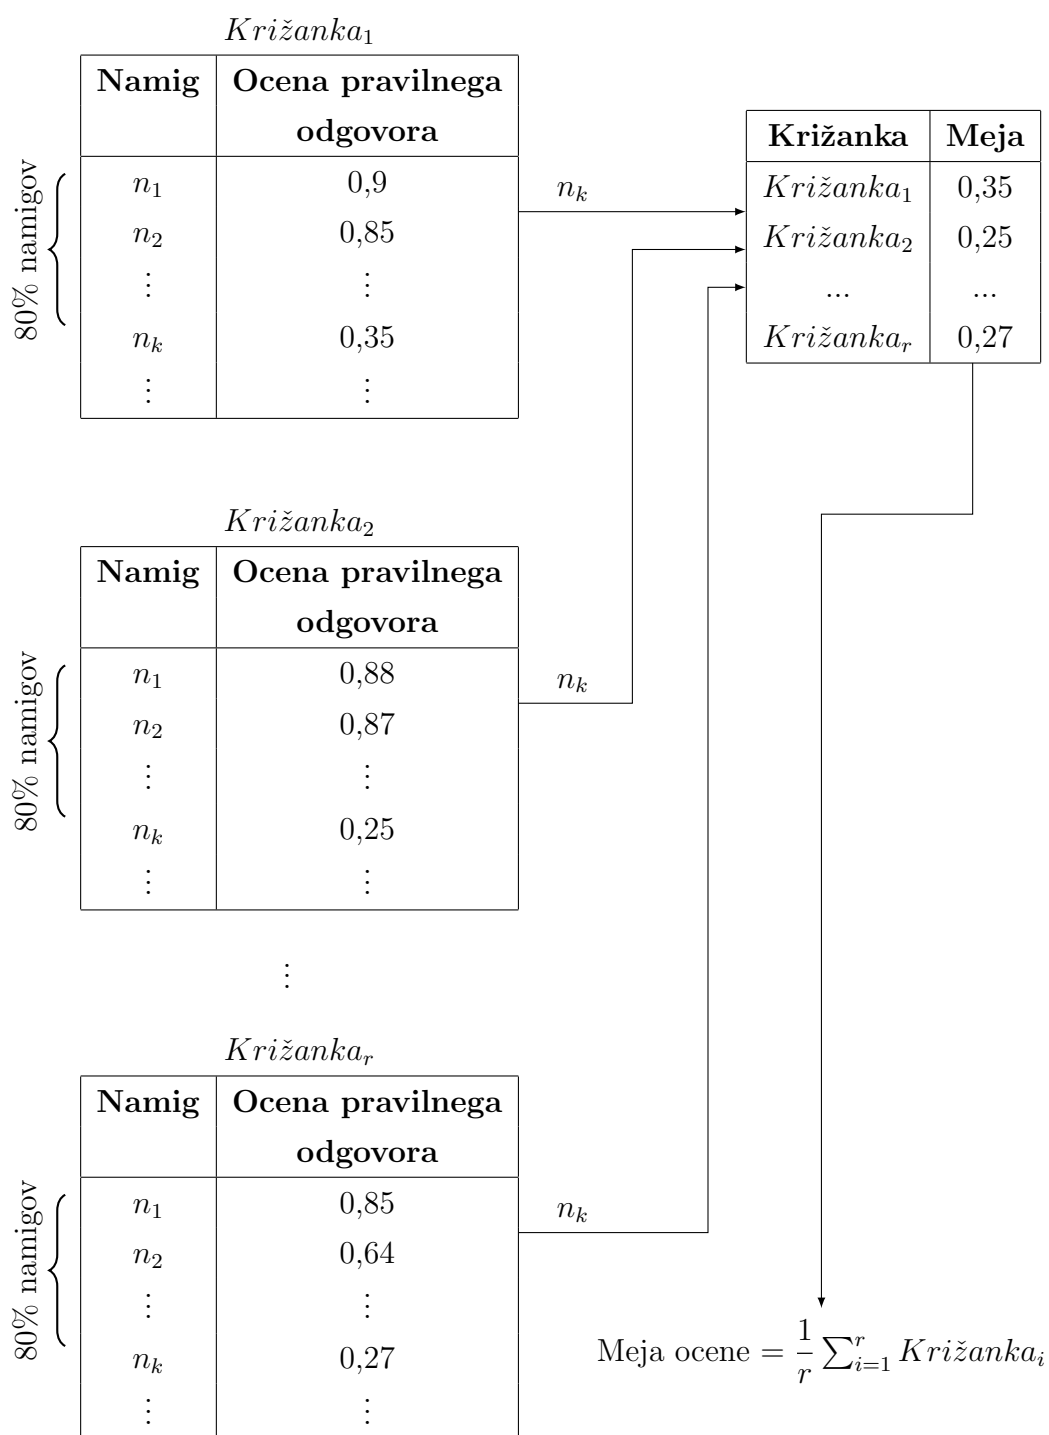 Križanka₁
Namig Ocena pravilnega
odgovora
80% namigov
n₁ 0,9
n₂ 0,85
⋮ ⋮
nₖ 0,35
⋮ ⋮
nₖ
Križanka Meja
Križanka₁ 0,35
Križanka₂ 0,25
... ...
Križankaᵣ 0,27
Križanka₂
Namig Ocena pravilnega
odgovora
80% namigov
n₁ 0,88
n₂ 0,87
⋮ ⋮
nₖ 0,25
⋮ ⋮
nₖ
⋮
Križankaᵣ
Namig Ocena pravilnega
odgovora
80% namigov
n₁ 0,85
n₂ 0,64
⋮ ⋮
nₖ 0,27
⋮ ⋮
nₖ
Meja ocene = 1/r ∑ᵢ₌₁ʳ Križankaᵢ